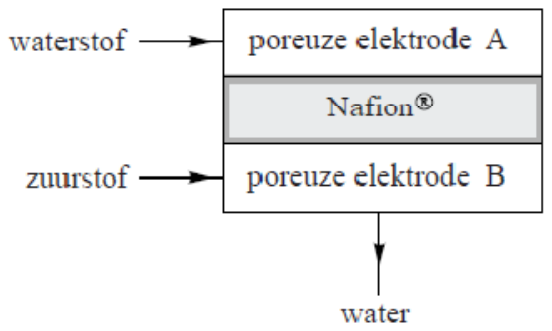 waterstof
poreuze elektrode A
Nafion®
zuurstof
poreuze elektrode B
water